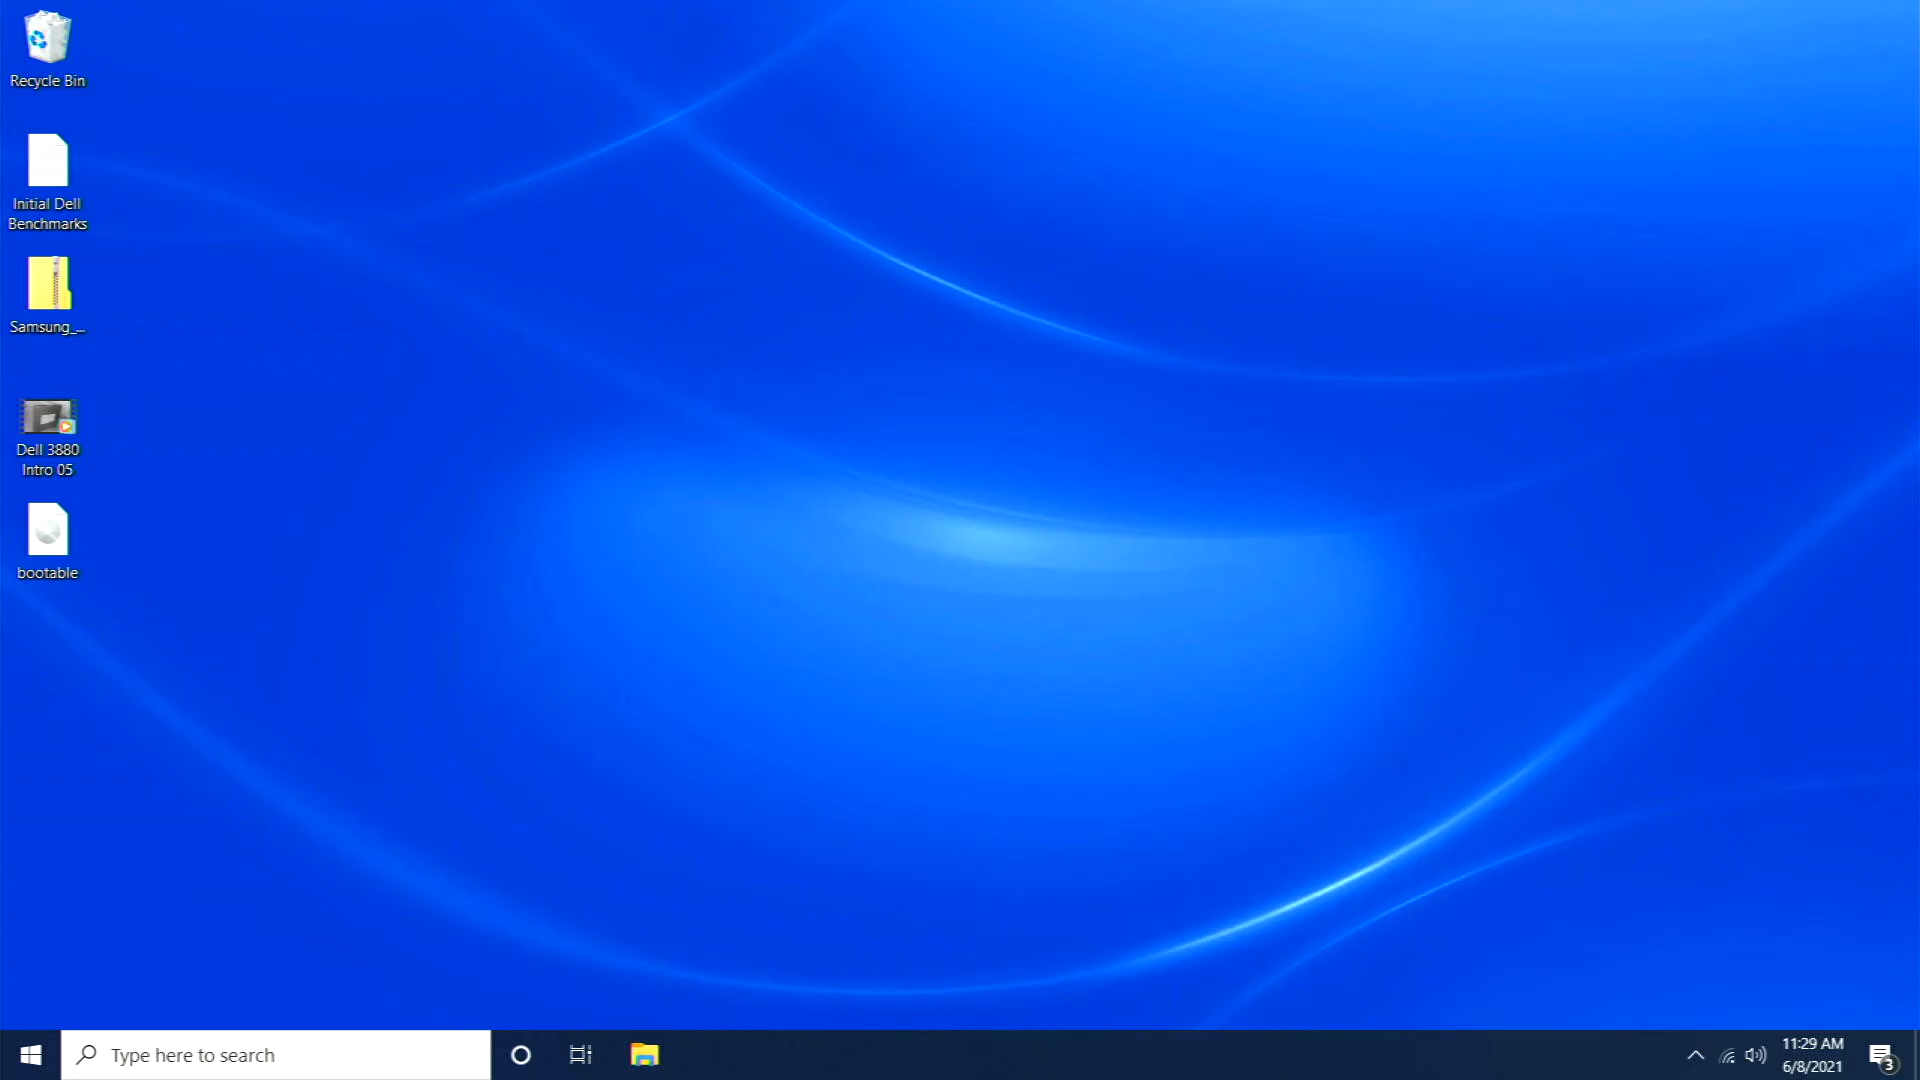 Recycle Bin
Initial Dell
Benchmarks
Samsung_...
Dell 3880
Intro 05
bootable
Type here to search
11:29 AM
6/8/2021
3